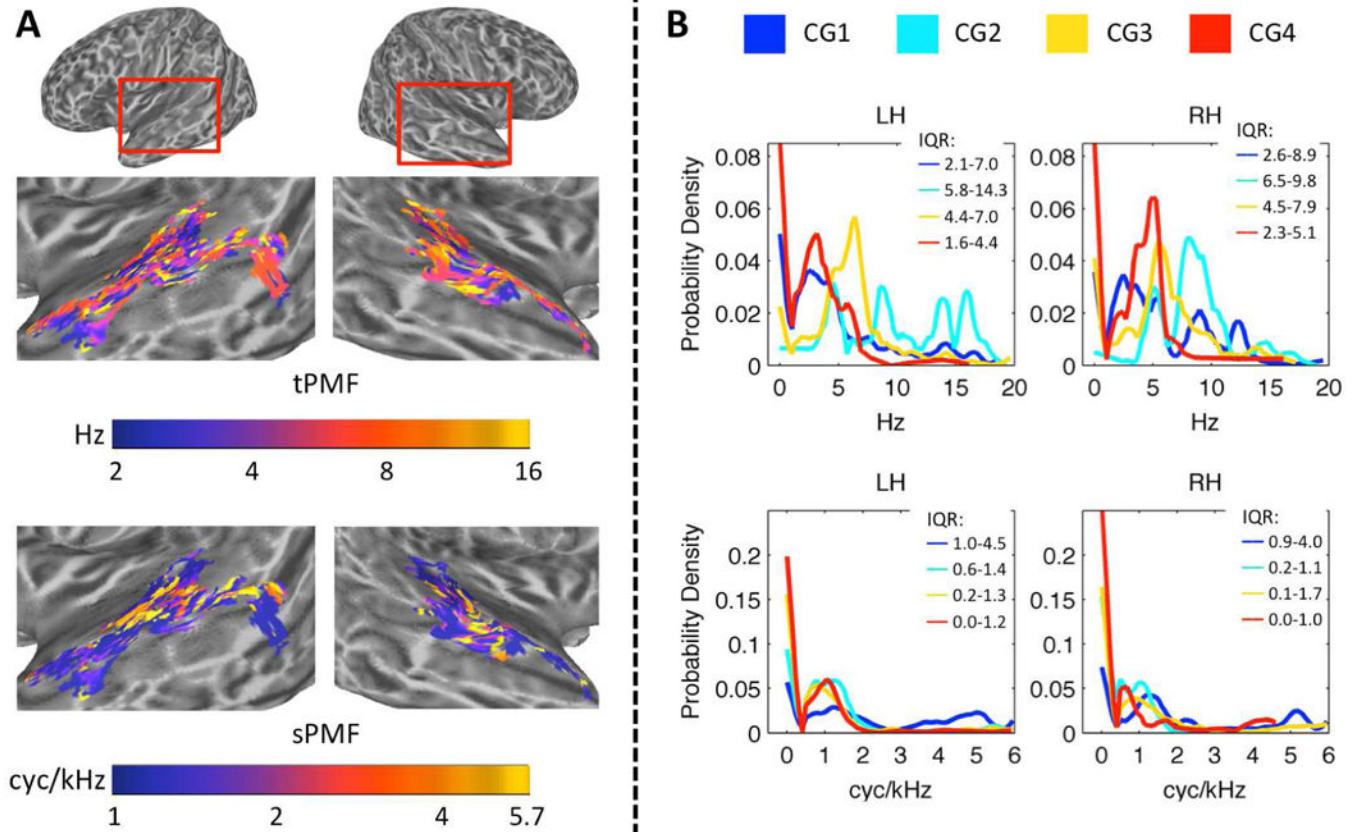 A
tPMF
Hz
2 4 8 16
sPMF
cyc/kHz
1 2 4 5.7
B
CG1 CG2 CG3 CG4
LH
IQR:
2.1-7.0
5.8-14.3
4.4-7.0
1.6-4.4
Probability Density
0.08
0.06
0.04
0.02
0
0 5 10 15 20
Hz
RH
IQR:
2.6-8.9
6.5-9.8
4.5-7.9
2.3-5.1
0.08
0.06
0.04
0.02
0
0 5 10 15 20
Hz
LH
IQR:
1.0-4.5
0.6-1.4
0.2-1.3
0.0-1.2
Probability Density
0.2
0.15
0.1
0.05
0
0 1 2 3 4 5 6
cyc/kHz
RH
IQR:
0.9-4.0
0.2-1.1
0.1-1.7
0.0-1.0
0.2
0.15
0.1
0.05
0
0 1 2 3 4 5 6
cyc/kHz